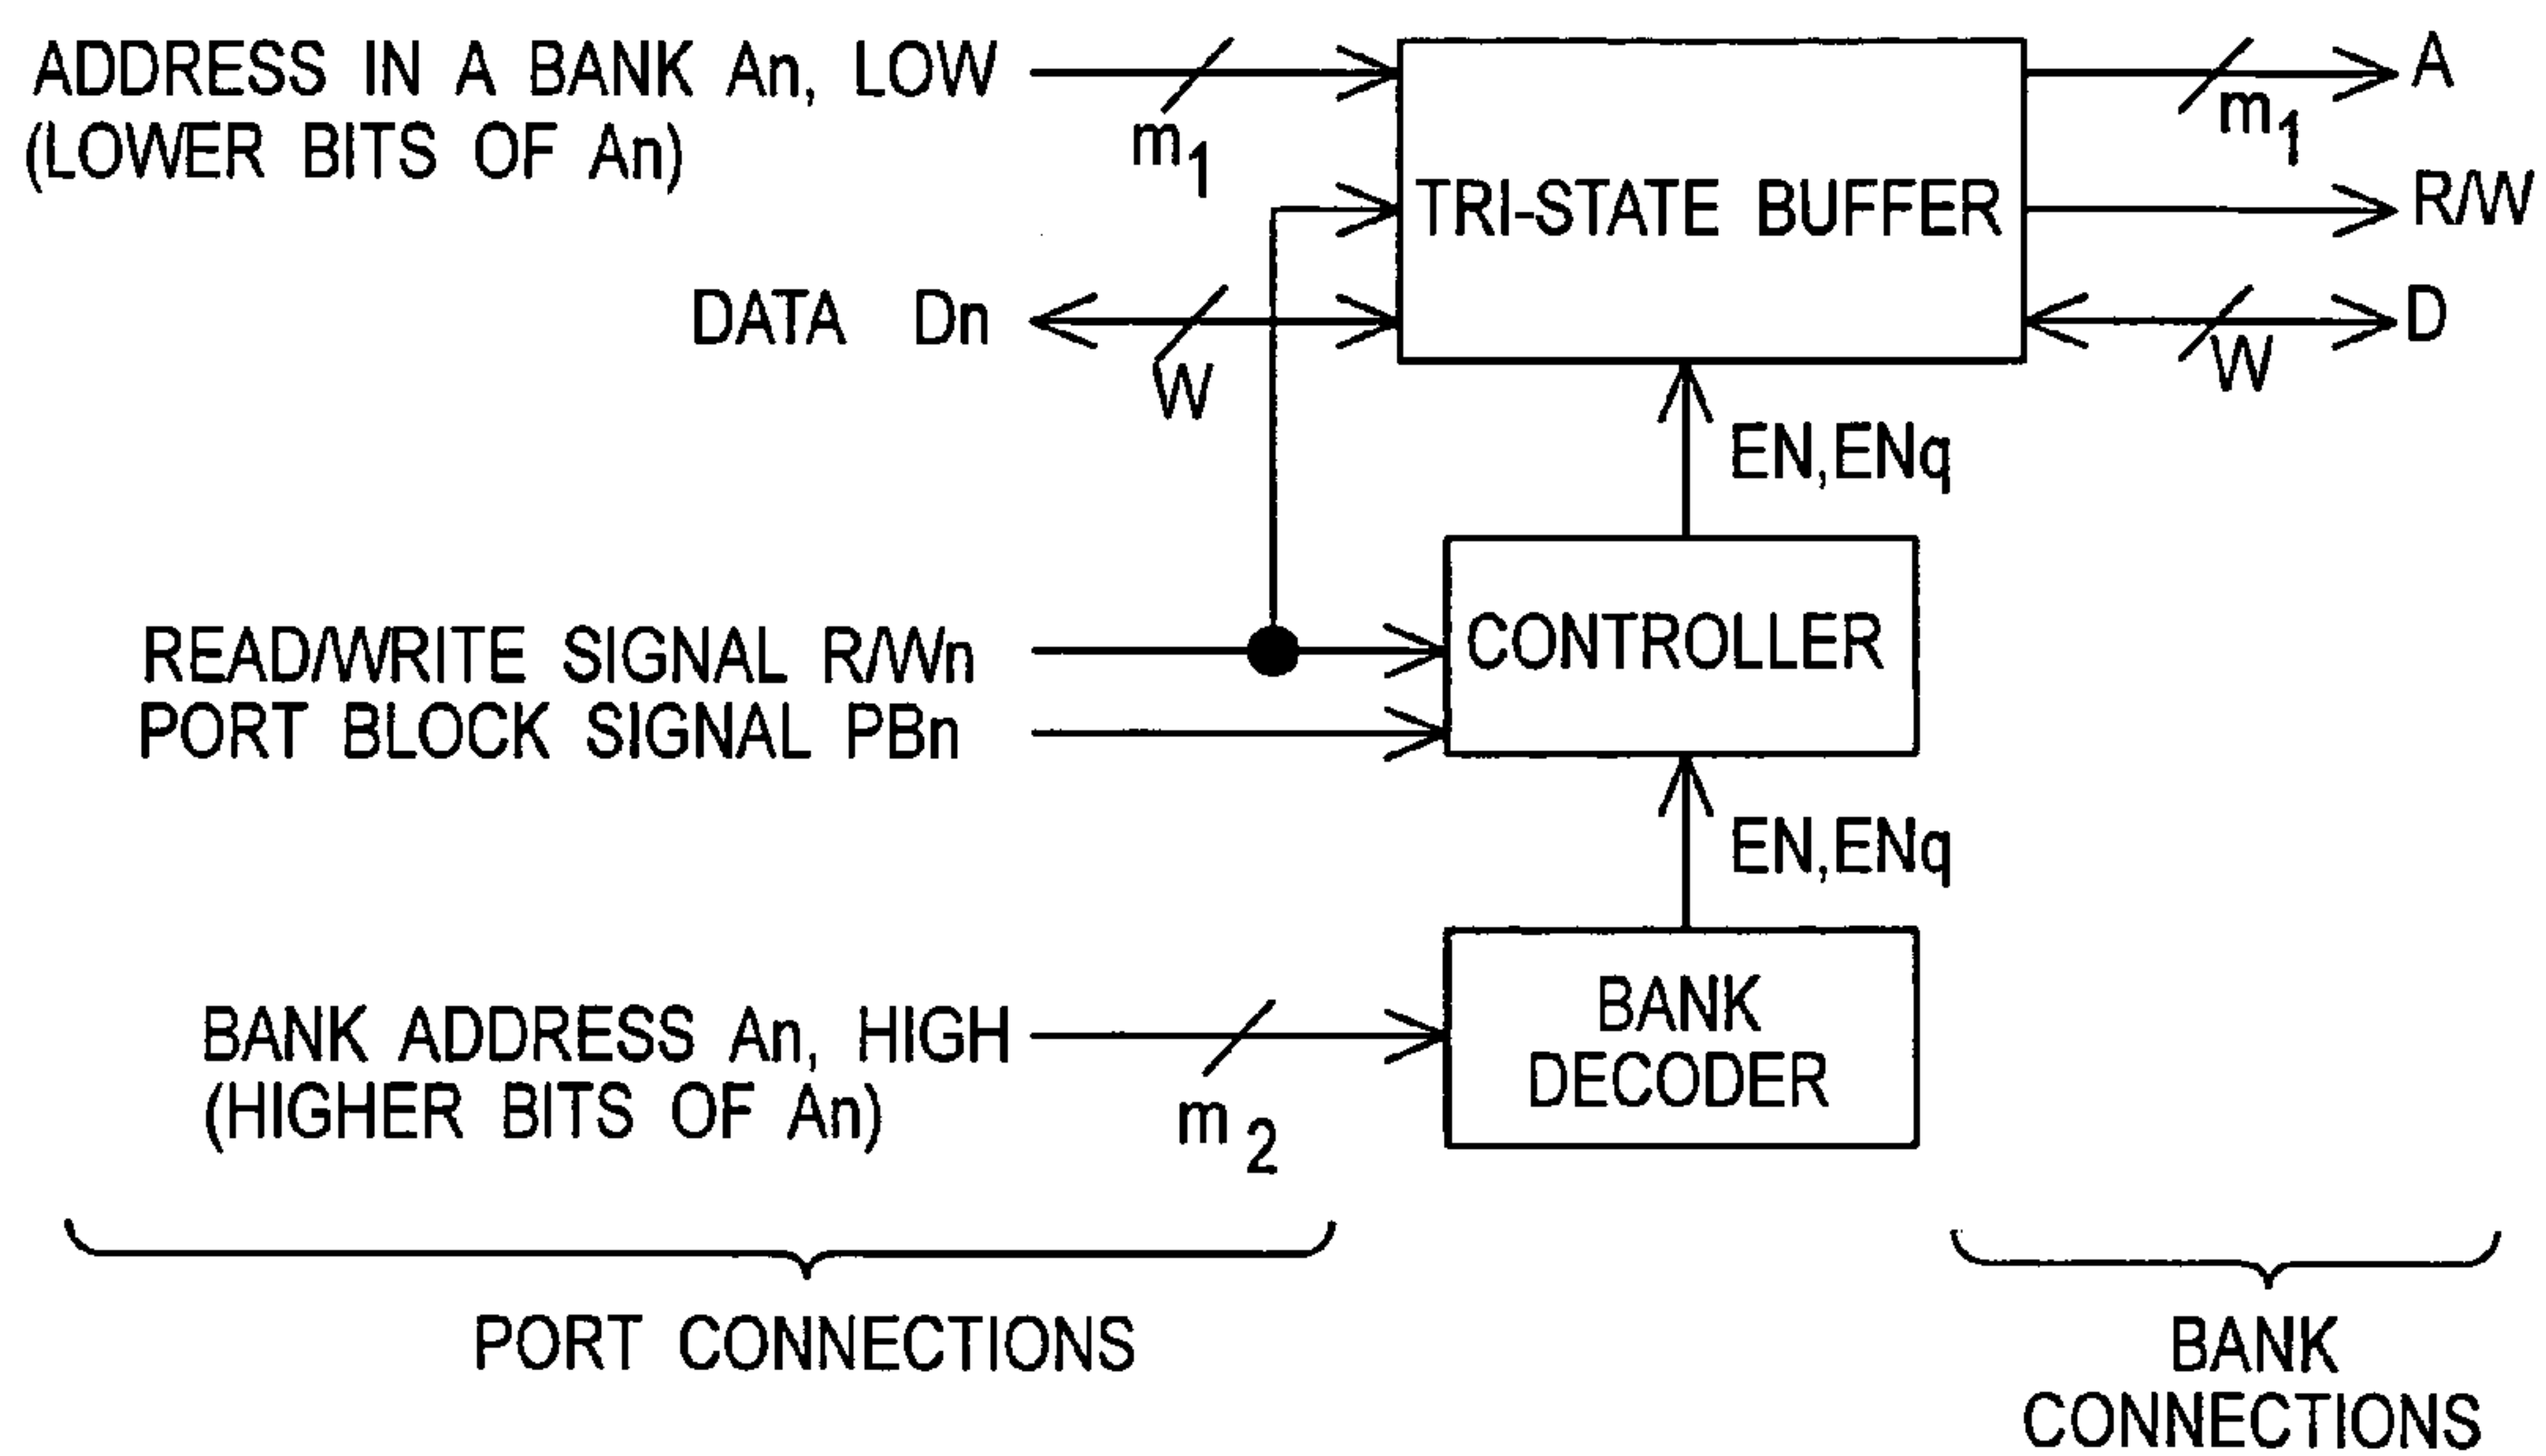 ADDRESS IN A BANK An, LOW
(LOWER BITS OF An)
m1
m1
A
TRI-STATE BUFFER
R/W
DATA Dn
W
W
D
EN,ENq
READ/WRITE SIGNAL R/Wn
CONTROLLER
PORT BLOCK SIGNAL PBn
EN,ENq
BANK ADDRESS An, HIGH
(HIGHER BITS OF An)
m2
BANK
DECODER
PORT CONNECTIONS
BANK
CONNECTIONS